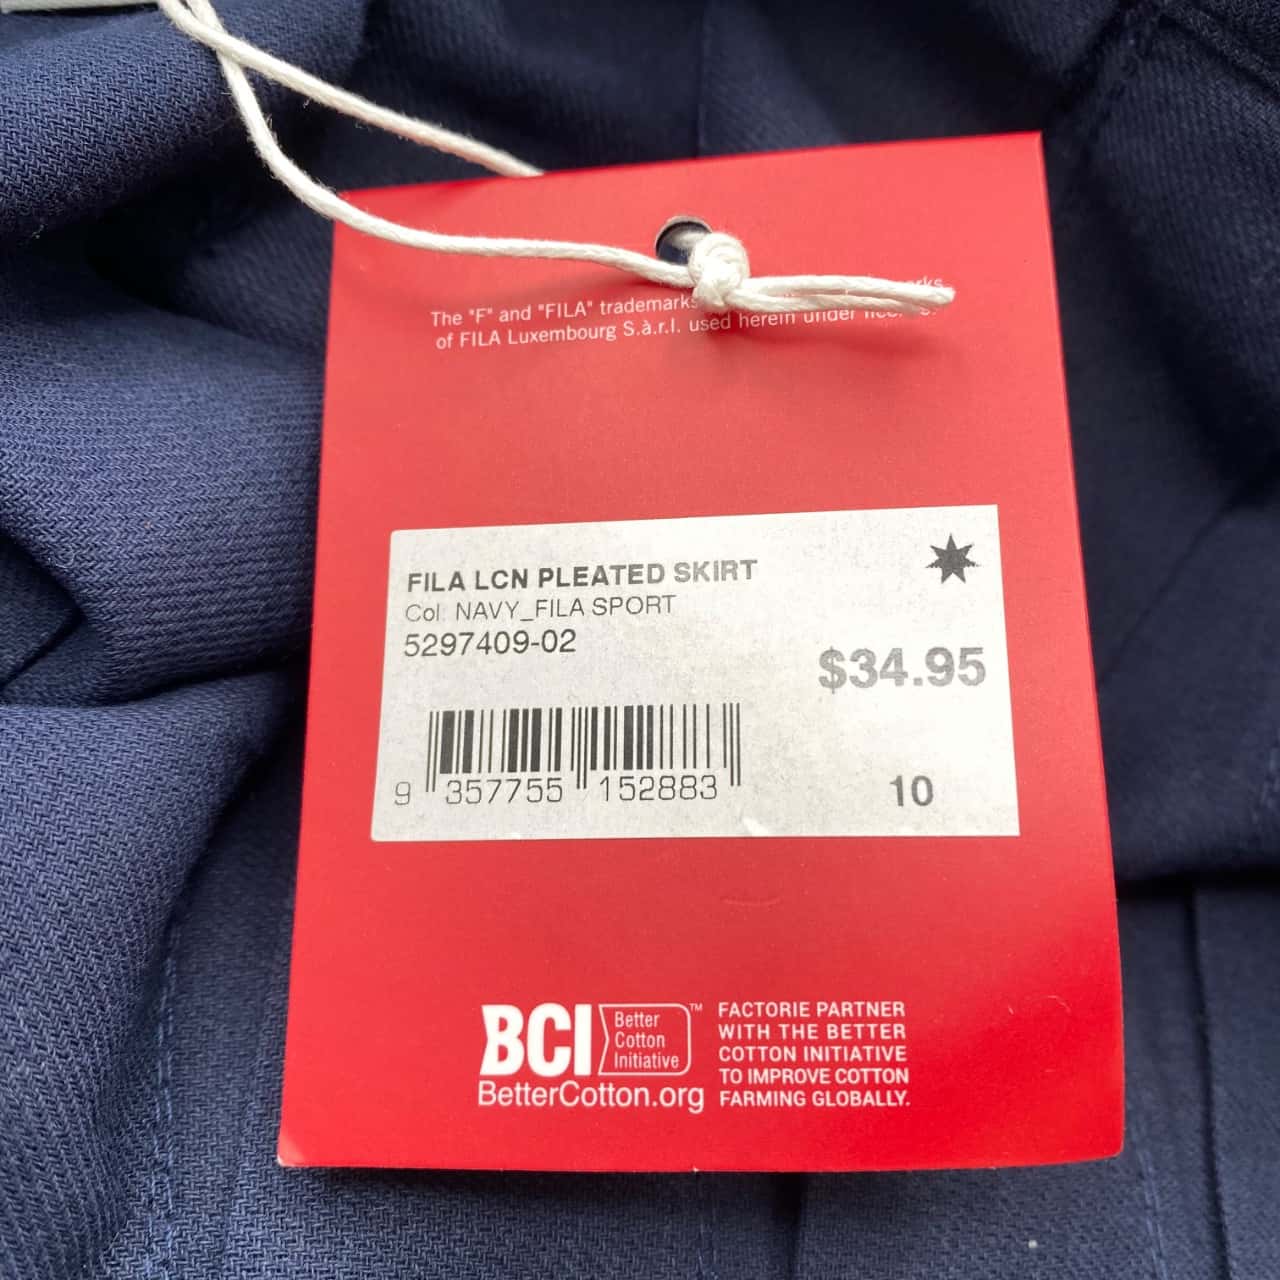 The "F" and "FILA" trademarks
of FILA Luxembourg S.à.r.l. used herein under
FILA LCN PLEATED SKIRT
Col: NAVY_FILA SPORT
5297409-02
$34.95
9 357755 152883
10
BCI Better Cotton Initiative ™
BetterCotton.org
FACTORIE PARTNER
WITH THE BETTER
COTTON INITIATIVE
TO IMPROVE COTTON
FARMING GLOBALLY.